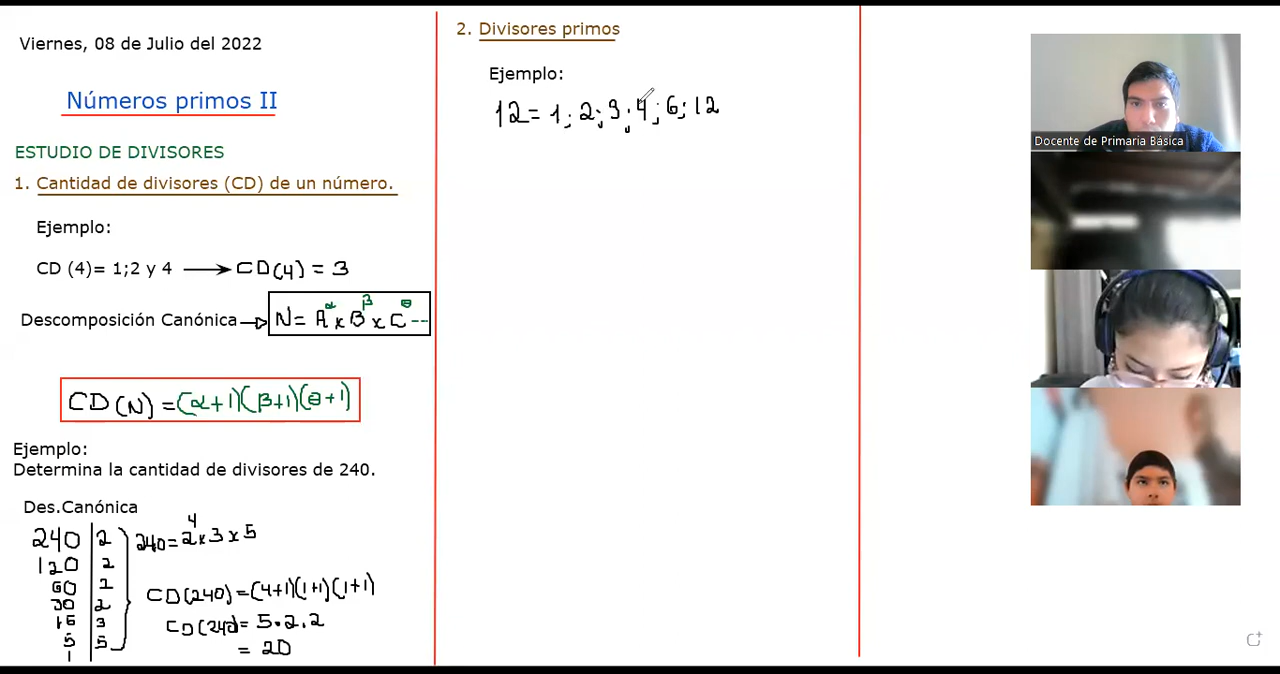 Viernes, 08 de Julio del 2022
Números primos II
ESTUDIO DE DIVISORES
1. Cantidad de divisores (CD) de un número.
Ejemplo:
CD (4)= 1;2 y 4 → CD(4) = 3
Descomposición Canónica → N = A^α x B^β x C^θ ---
CD(N) = (α+1)(β+1)(θ+1)
Ejemplo:
Determina la cantidad de divisores de 240.
Des.Canónica
240 | 2
120 | 2
60 | 2
30 | 2
15 | 3
5 | 5
1
240 = 2^4 x 3 x 5
CD(240) = (4+1)(1+1)(1+1)
CD(240) = 5.2.2
= 20
2. Divisores primos
Ejemplo:
12 = 1; 2; 3; 4; 6; 12
Docente de Primaria Básica